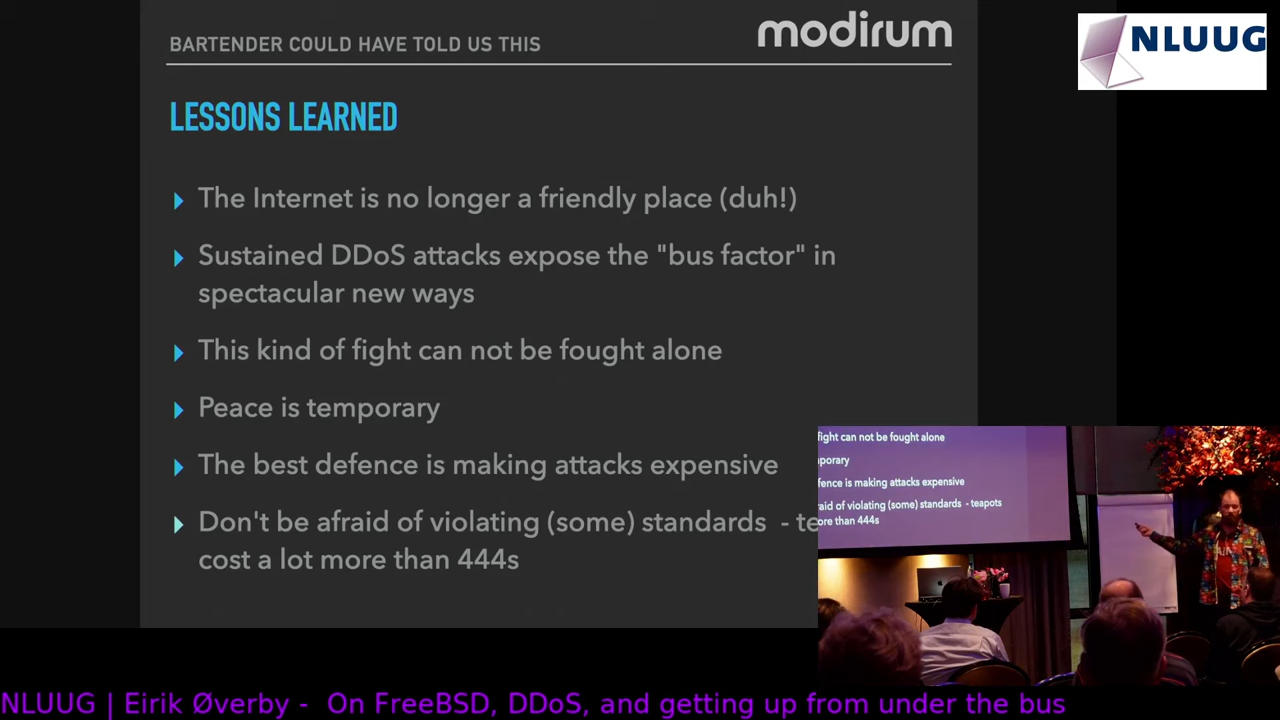 BARTENDER COULD HAVE TOLD US THIS
modirum
NLUUG
LESSONS LEARNED
The Internet is no longer a friendly place (duh!)
Sustained DDoS attacks expose the "bus factor" in
spectacular new ways
This kind of fight can not be fought alone
Peace is temporary
The best defence is making attacks expensive
Don't be afraid of violating (some) standards - te
cost a lot more than 444s
fight can not be fought alone
porary
fence is making attacks expensive
raid of violating (some) standards - teapots
ore than 444s
NLUUG | Eirik Øverby - On FreeBSD, DDoS, and getting up from under the bus